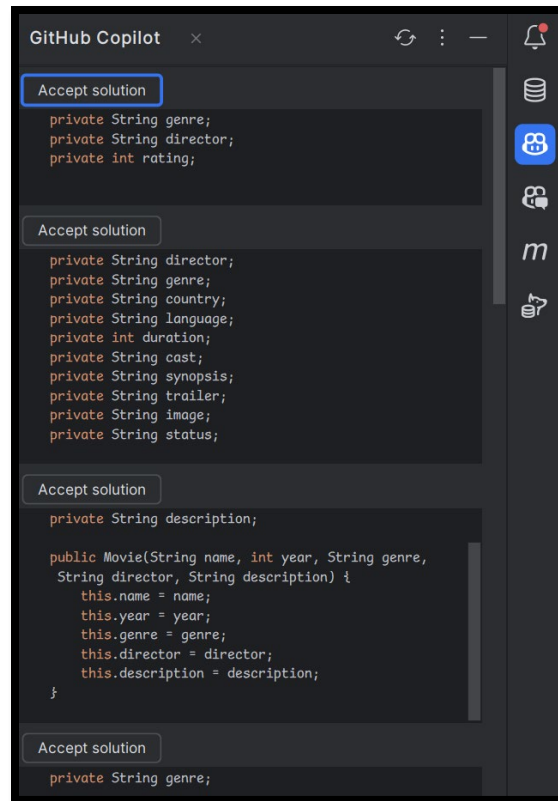 GitHub Copilot
Accept solution
private String genre;
private String director;
private int rating;
Accept solution
private String director;
private String genre;
private String country;
private String language;
private int duration;
private String cast;
private String synopsis;
private String trailer;
private String image;
private String status;
Accept solution
private String description;
public Movie(String name, int year, String genre,
String director, String description) {
this.name = name;
this.year = year;
this.genre = genre;
this.director = director;
this.description = description;
}
Accept solution
private String genre;
m